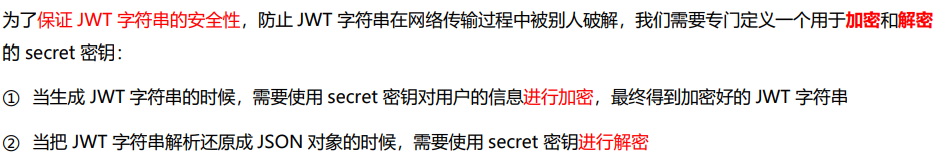 为了保证 JWT 字符串的安全性，防止 JWT 字符串在网络传输过程中被别人破解，我们需要专门定义一个用于加密和解密
的 secret 密钥：
① 当生成 JWT 字符串的时候，需要使用 secret 密钥对用户的信息进行加密，最终得到加密好的 JWT 字符串
② 当把 JWT 字符串解析还原成 JSON 对象的时候，需要使用 secret 密钥进行解密